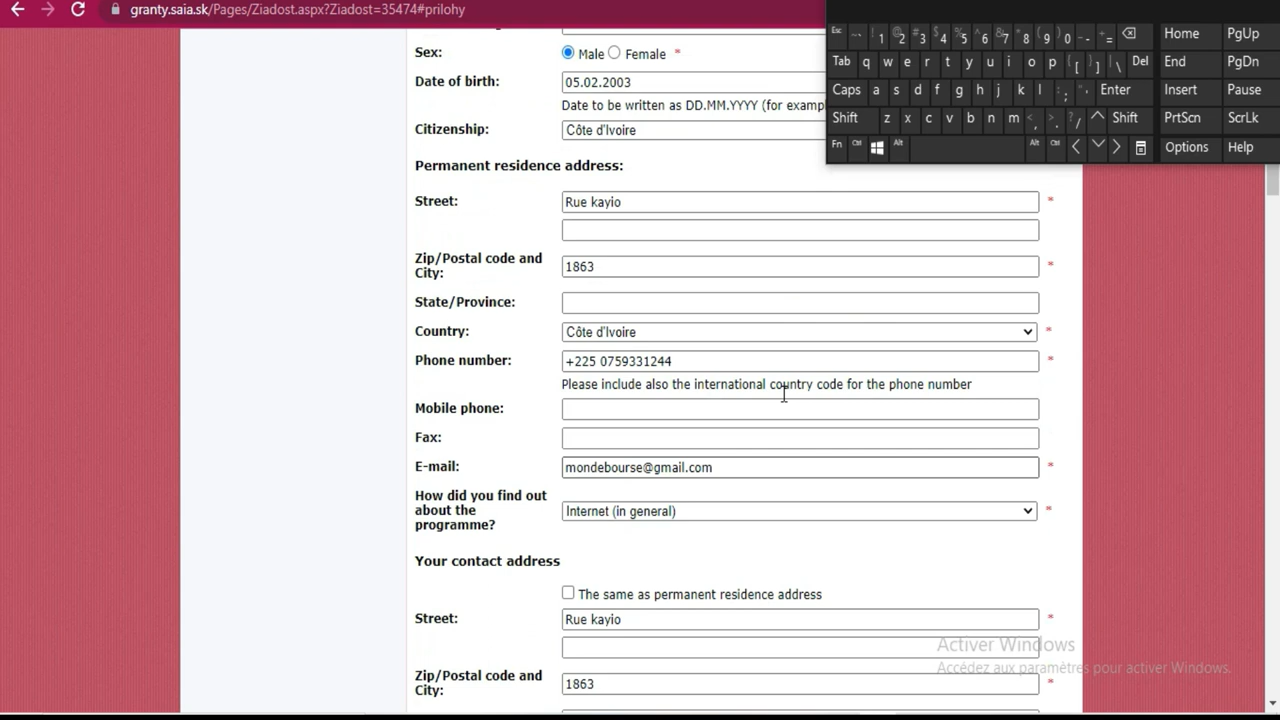 granty.saia.sk/Pages/Ziadost.aspx?Ziadost=35474#prilohy
Sex: Male Female *
Date of birth: 05.02.2003
Date to be written as DD.MM.YYYY (for examp
Citizenship: Côte d'Ivoire
Permanent residence address:
Street: Rue kayio *
Zip/Postal code and
City: 1863 *
State/Province:
Country: Côte d'Ivoire *
Phone number: +225 0759331244 *
Please include also the international country code for the phone number
Mobile phone:
Fax:
E-mail: mondebourse@gmail.com *
How did you find out
about the
programme? Internet (in general) *
Your contact address
The same as permanent residence address
Street: Rue kayio *
Zip/Postal code and
City: 1863 *
Activer Windows
Accédez aux paramètres pour activer Windows.
Esc ~ ` ! 1 @ 2 # 3 $ 4 % 5 ^ 6 & 7 * 8 ( 9 ) 0 _ - + = Home PgUp
Tab q w e r t y u i o p { [ } ] | \ Del End PgDn
Caps a s d f g h j k l : ; " ' Enter Insert Pause
Shift z x c v b n m < , > . ? / Shift PrtScn ScrLk
Fn Ctrl Alt Alt Ctrl Options Help